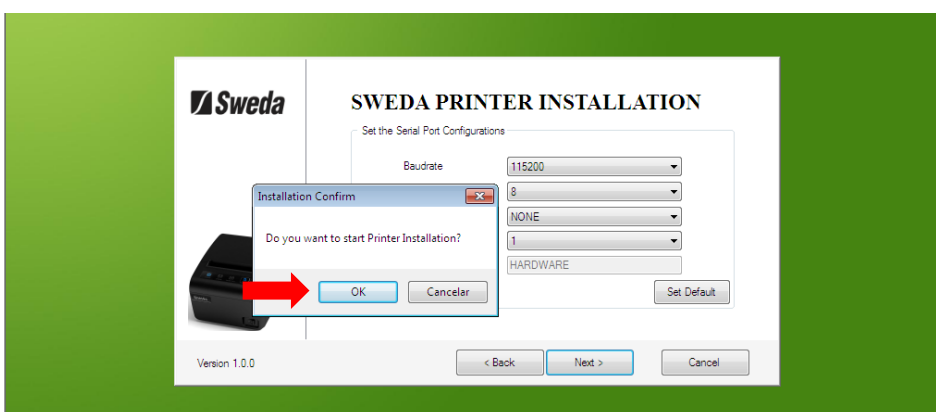 Sweda
SWEDA PRINTER INSTALLATION
Set the Serial Port Configurations
Baudrate 115200
8
NONE
1
HARDWARE
Set Default
Installation Confirm
Do you want to start Printer Installation?
OK Cancelar
Version 1.0.0
< Back Next > Cancel